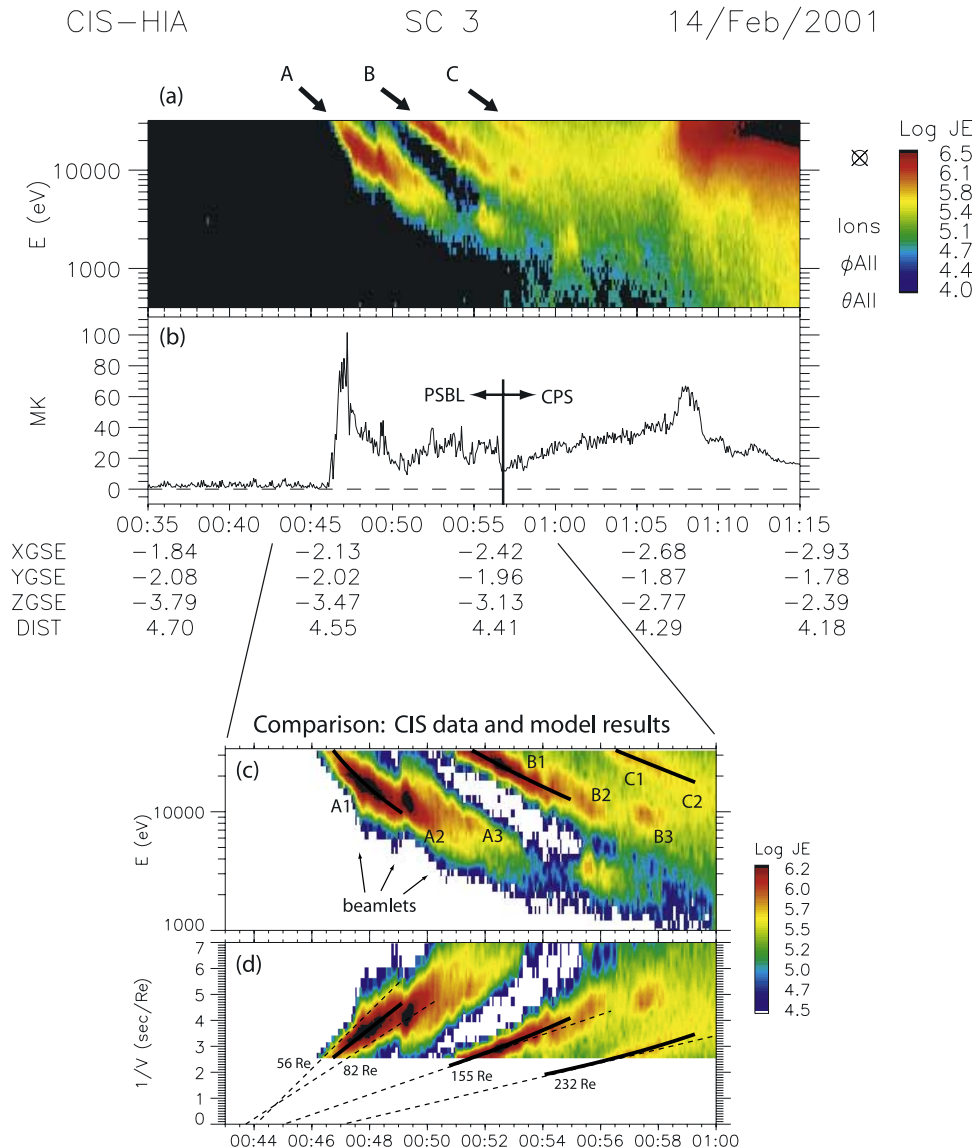 CIS-HIA SC 3 14/Feb/2001
A B C
(a)
Log JE
E (eV)
10000
1000
Ions
φAll
θAll
6.5
6.1
5.8
5.4
5.1
4.7
4.4
4.0
(b)
MK
100
80
60
40
20
0
PSBL CPS
00:35 00:40 00:45 00:50 00:55 01:00 01:05 01:10 01:15
XGSE -1.84 -2.13 -2.42 -2.68 -2.93
YGSE -2.08 -2.02 -1.96 -1.87 -1.78
ZGSE -3.79 -3.47 -3.13 -2.77 -2.39
DIST 4.70 4.55 4.41 4.29 4.18
Comparison: CIS data and model results
(c)
E (eV)
10000
1000
A1 A2 A3
B1 B2 B3
C1 C2
beamlets
Log JE
6.2
6.0
5.7
5.5
5.2
5.0
4.7
4.5
(d)
1/V (sec/Re)
7
6
5
4
3
2
1
0
56 Re 82 Re 155 Re 232 Re
00:44 00:46 00:48 00:50 00:52 00:54 00:56 00:58 01:00